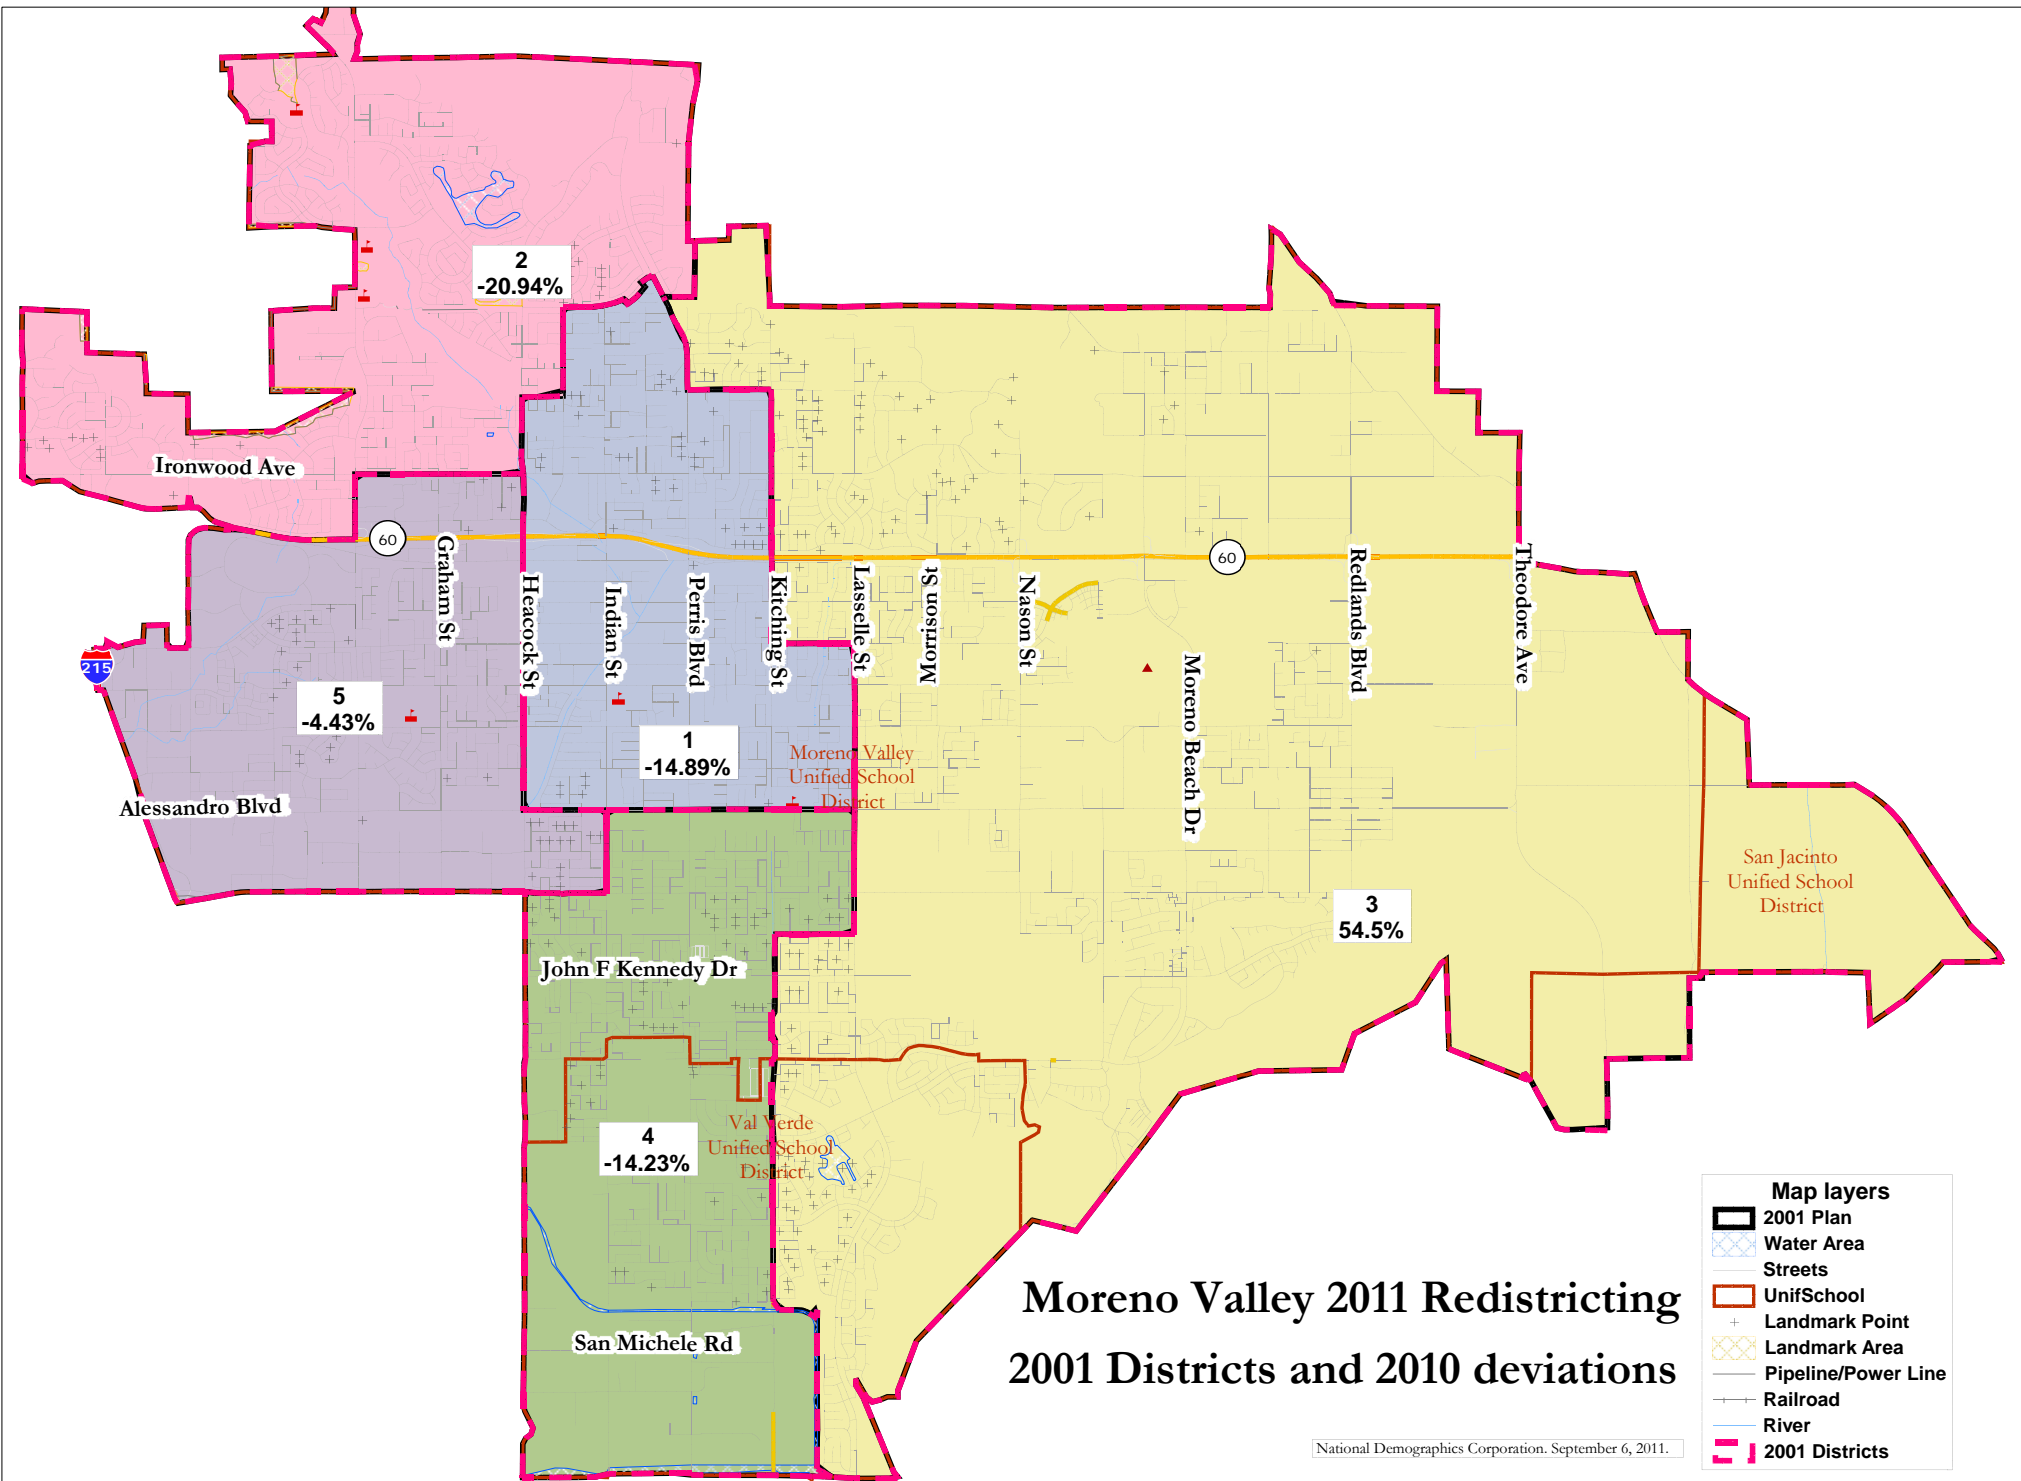 2
-20.94%
Ironwood Ave
60
60
Graham St
Heacock St
Indian St
Perris Blvd
Kitching St
Lasselle St
Morrison St
Nason St
Moreno Beach Dr
Redlands Blvd
Theodore Ave
215
5
-4.43%
1
-14.89%
Moreno Valley
Unified School
District
Alessandro Blvd
San Jacinto
Unified School
District
3
54.5%
John F Kennedy Dr
4
-14.23%
Val Verde
Unified School
District
San Michele Rd
Moreno Valley 2011 Redistricting
2001 Districts and 2010 deviations
National Demographics Corporation. September 6, 2011.
Map layers
2001 Plan
Water Area
Streets
UnifSchool
Landmark Point
Landmark Area
Pipeline/Power Line
Railroad
River
2001 Districts